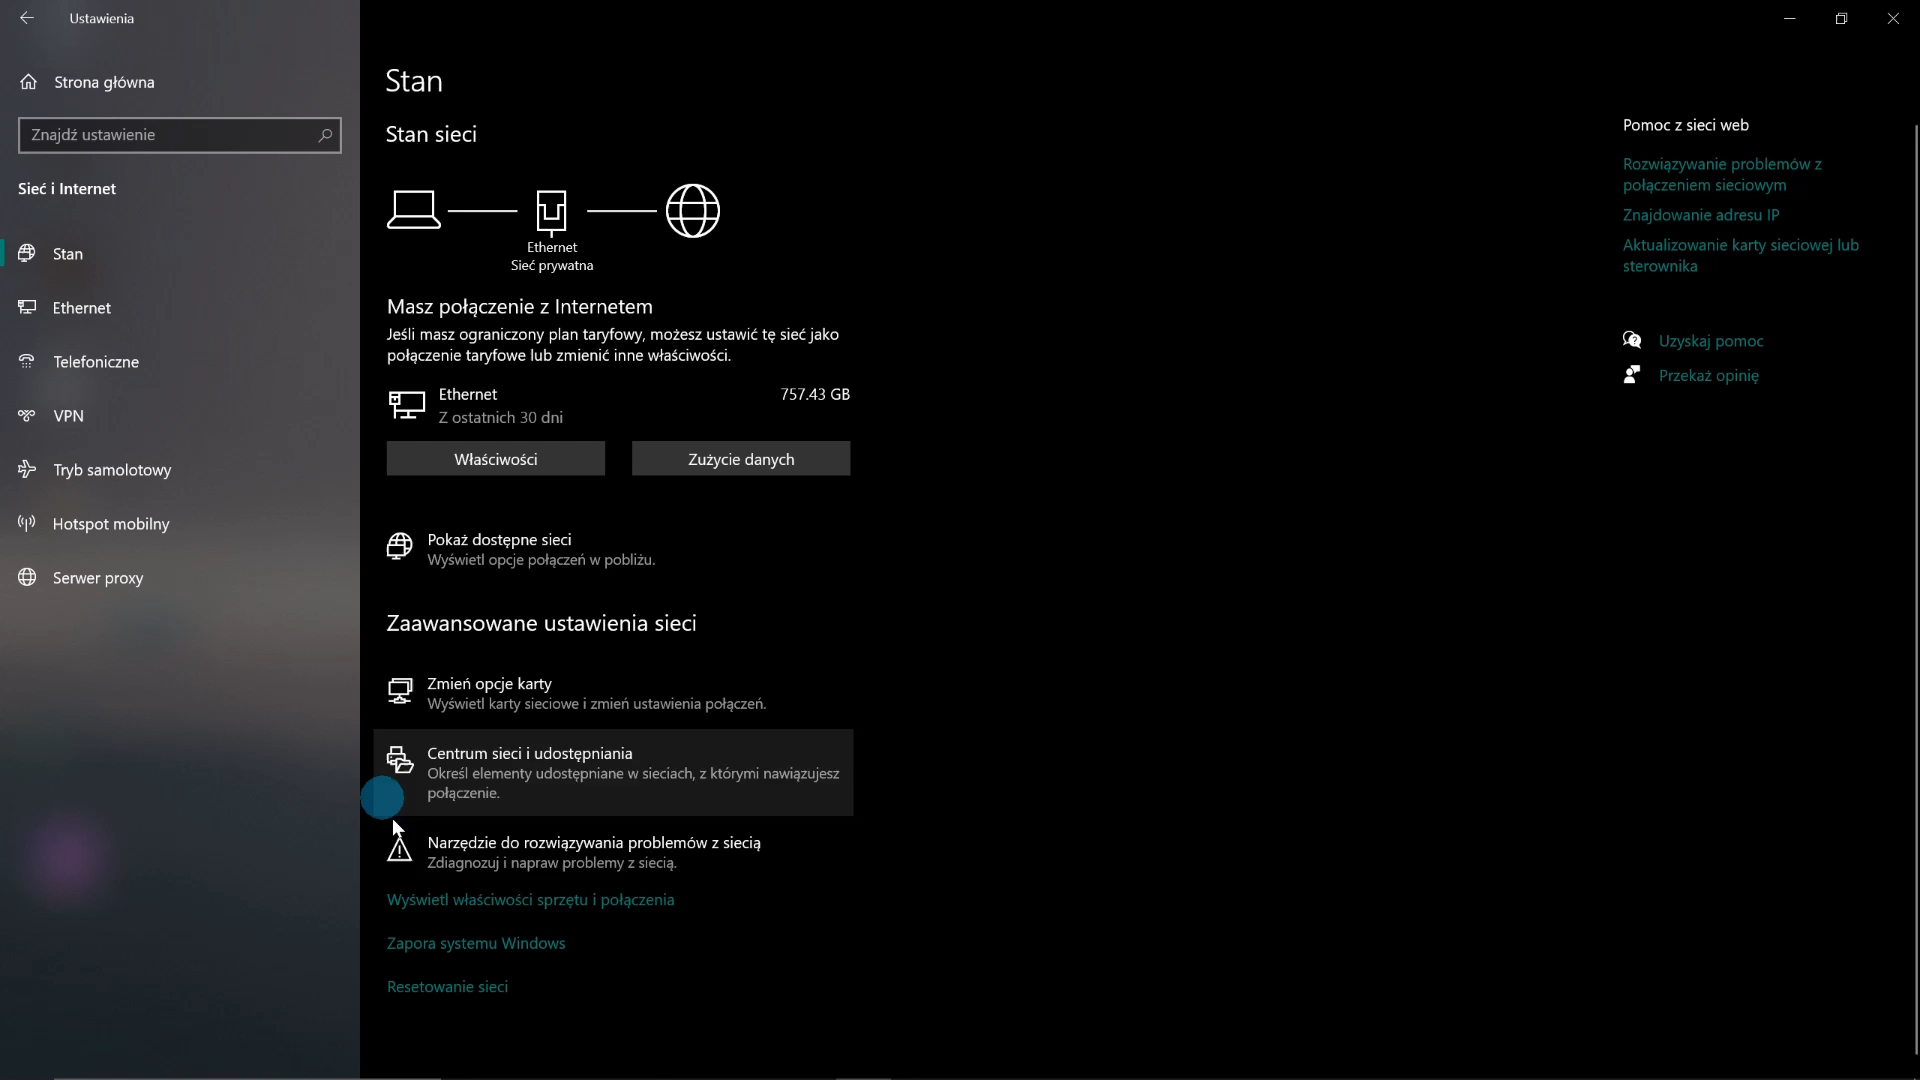 Ustawienia
Strona główna
Znajdź ustawienie
Sieć i Internet
Stan
Ethernet
Telefoniczne
VPN
Tryb samolotowy
Hotspot mobilny
Serwer proxy
Stan
Stan sieci
Ethernet
Sieć prywatna
Masz połączenie z Internetem
Jeśli masz ograniczony plan taryfowy, możesz ustawić tę sieć jako
połączenie taryfowe lub zmienić inne właściwości.
Ethernet 757.43 GB
Z ostatnich 30 dni
Właściwości Zużycie danych
Pokaż dostępne sieci
Wyświetl opcje połączeń w pobliżu.
Zaawansowane ustawienia sieci
Zmień opcje karty
Wyświetl karty sieciowe i zmień ustawienia połączeń.
Centrum sieci i udostępniania
Określ elementy udostępniane w sieciach, z którymi nawiązujesz
połączenie.
Narzędzie do rozwiązywania problemów z siecią
Zdiagnozuj i napraw problemy z siecią.
Wyświetl właściwości sprzętu i połączenia
Zapora systemu Windows
Resetowanie sieci
Pomoc z sieci web
Rozwiązywanie problemów z
połączeniem sieciowym
Znajdowanie adresu IP
Aktualizowanie karty sieciowej lub
sterownika
Uzyskaj pomoc
Przekaż opinię